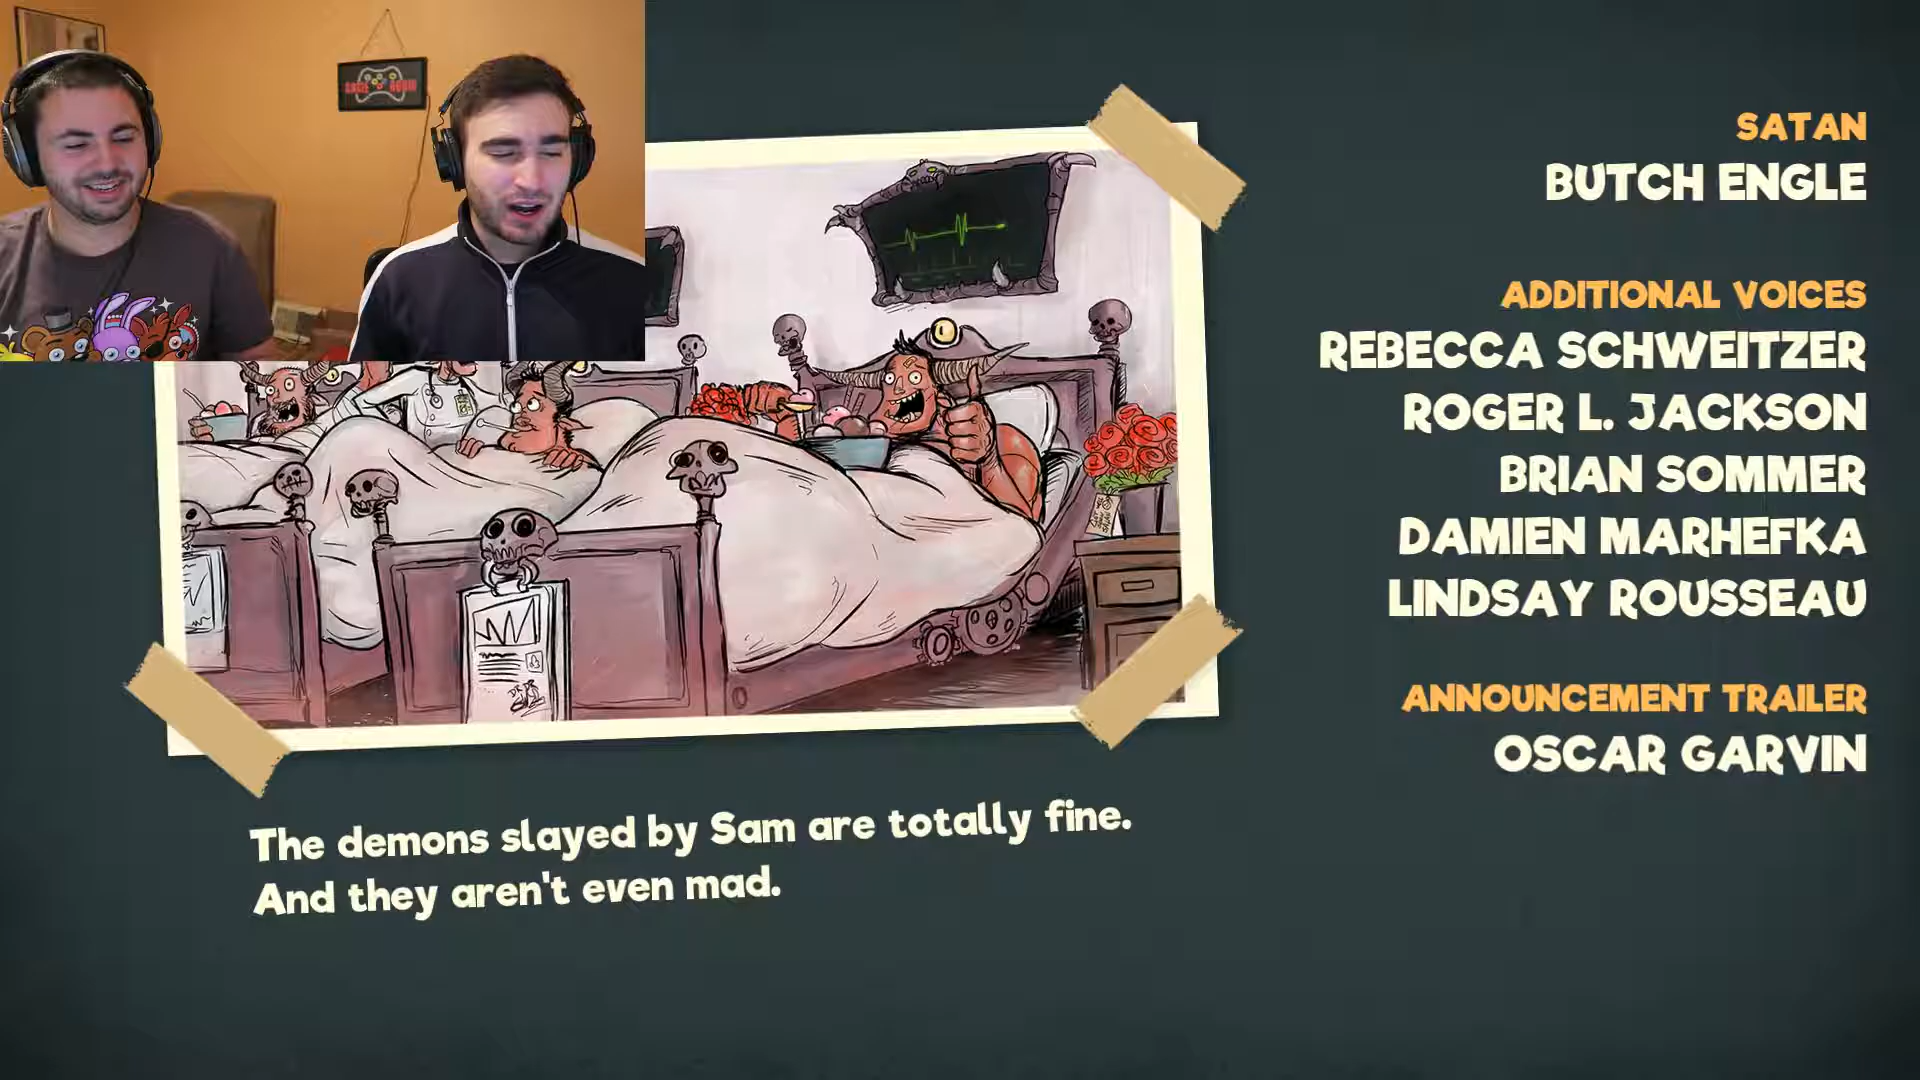 SATAN
BUTCH ENGLE
ADDITIONAL VOICES
REBECCA SCHWEITZER
ROGER L. JACKSON
BRIAN SOMMER
DAMIEN MARHEFKA
LINDSAY ROUSSEAU
ANNOUNCEMENT TRAILER
OSCAR GARVIN
The demons slayed by Sam are totally fine.
And they aren't even mad.